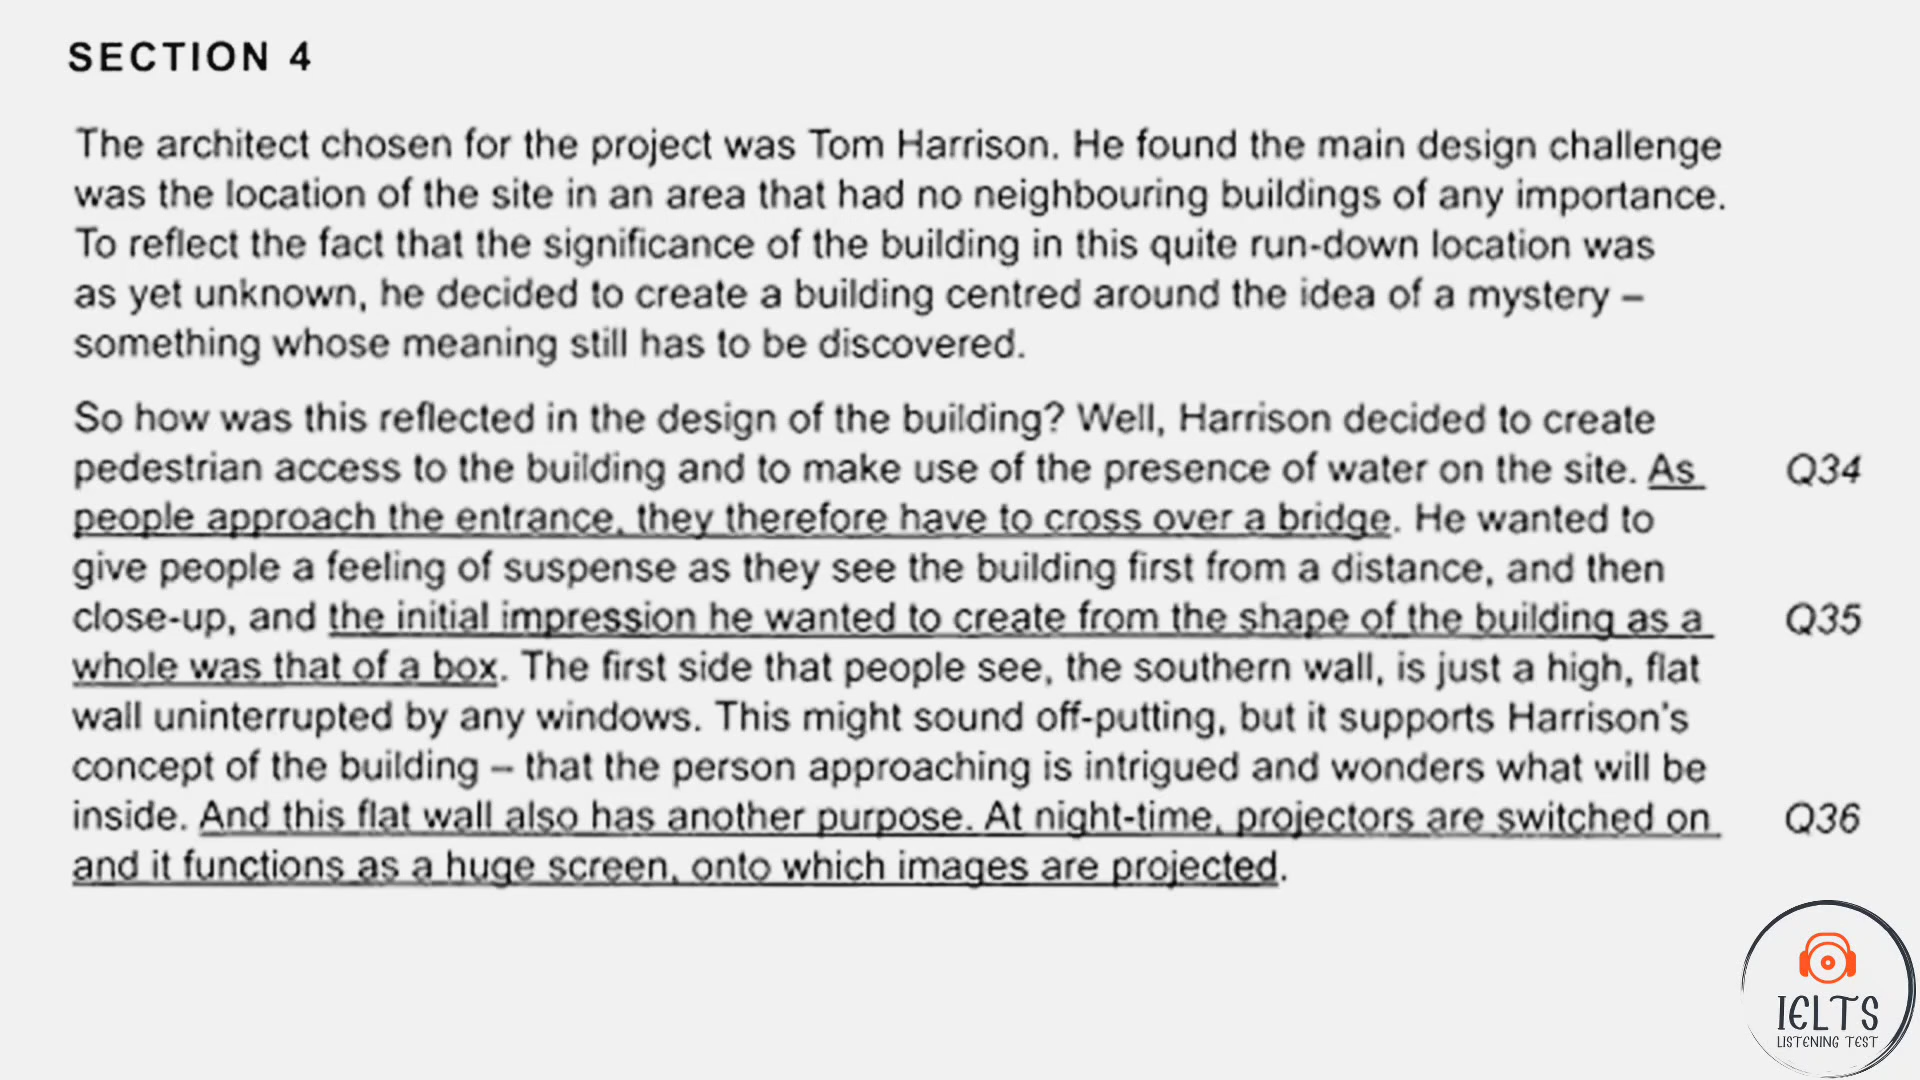 SECTION 4
The architect chosen for the project was Tom Harrison. He found the main design challenge
was the location of the site in an area that had no neighbouring buildings of any importance.
To reflect the fact that the significance of the building in this quite run-down location was
as yet unknown, he decided to create a building centred around the idea of a mystery –
something whose meaning still has to be discovered.
So how was this reflected in the design of the building? Well, Harrison decided to create
pedestrian access to the building and to make use of the presence of water on the site. As Q34
people approach the entrance, they therefore have to cross over a bridge. He wanted to
give people a feeling of suspense as they see the building first from a distance, and then
close-up, and the initial impression he wanted to create from the shape of the building as a Q35
whole was that of a box. The first side that people see, the southern wall, is just a high, flat
wall uninterrupted by any windows. This might sound off-putting, but it supports Harrison's
concept of the building – that the person approaching is intrigued and wonders what will be
inside. And this flat wall also has another purpose. At night-time, projectors are switched on Q36
and it functions as a huge screen, onto which images are projected.
IELTS
LISTENING TEST